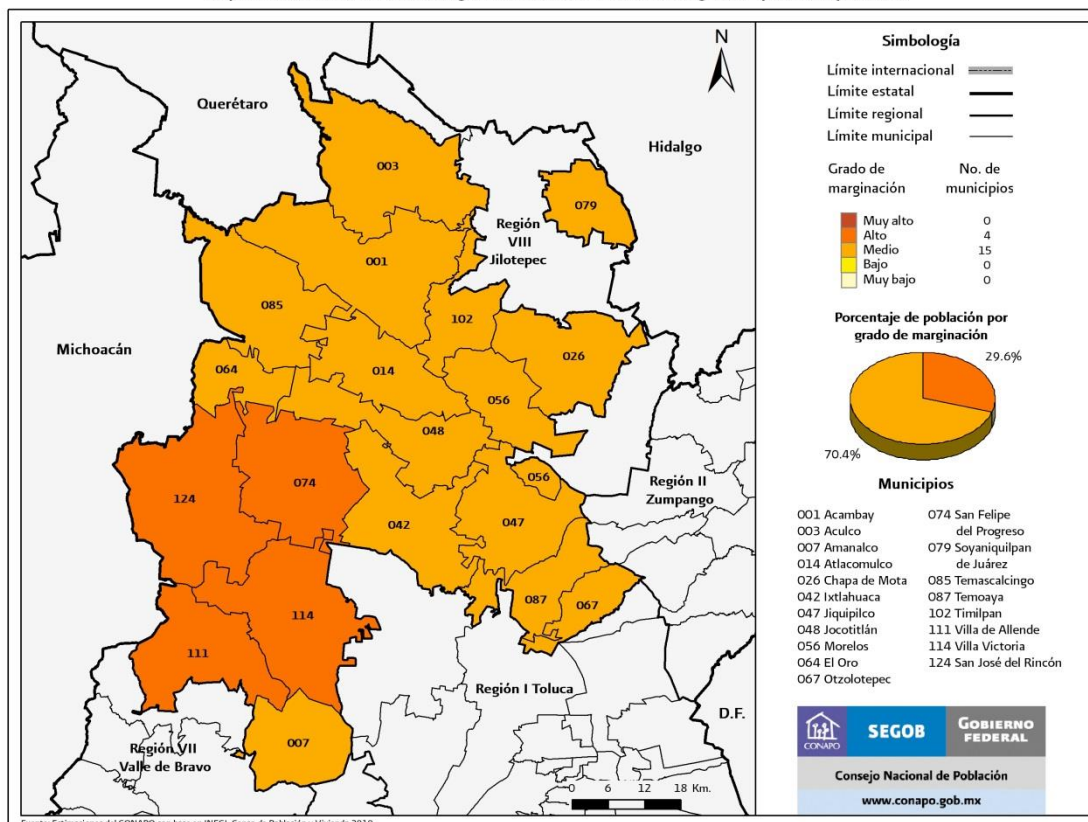 N
Querétaro
Hidalgo
003
079
Región
VIII
Jilotepec
001
085
102
026
Michoacán
014
064
056
048
124
074
056
Región II
Zumpango
042
047
087
067
114
111
Región I Toluca
D.F.
007
Región VII
Valle de Bravo
0 6 12 18 Km.
Simbología
Límite internacional
Límite estatal
Límite regional
Límite municipal
Grado de marginación
No. de municipios
Muy alto 0
Alto 4
Medio 15
Bajo 0
Muy bajo 0
Porcentaje de población por
grado de marginación
29.6%
70.4%
Municipios
001 Acambay
003 Aculco
007 Amanalco
014 Atlacomulco
026 Chapa de Mota
042 Ixtlahuaca
047 Jiquipilco
048 Jocotitlán
056 Morelos
064 El Oro
067 Otzolotepec
074 San Felipe
del Progreso
079 Soyaniquilpan
de Juárez
085 Temascalcingo
087 Temoaya
102 Timilpan
111 Villa de Allende
114 Villa Victoria
124 San José del Rincón
CONAPO
SEGOB
GOBIERNO
FEDERAL
Consejo Nacional de Población
www.conapo.gob.mx